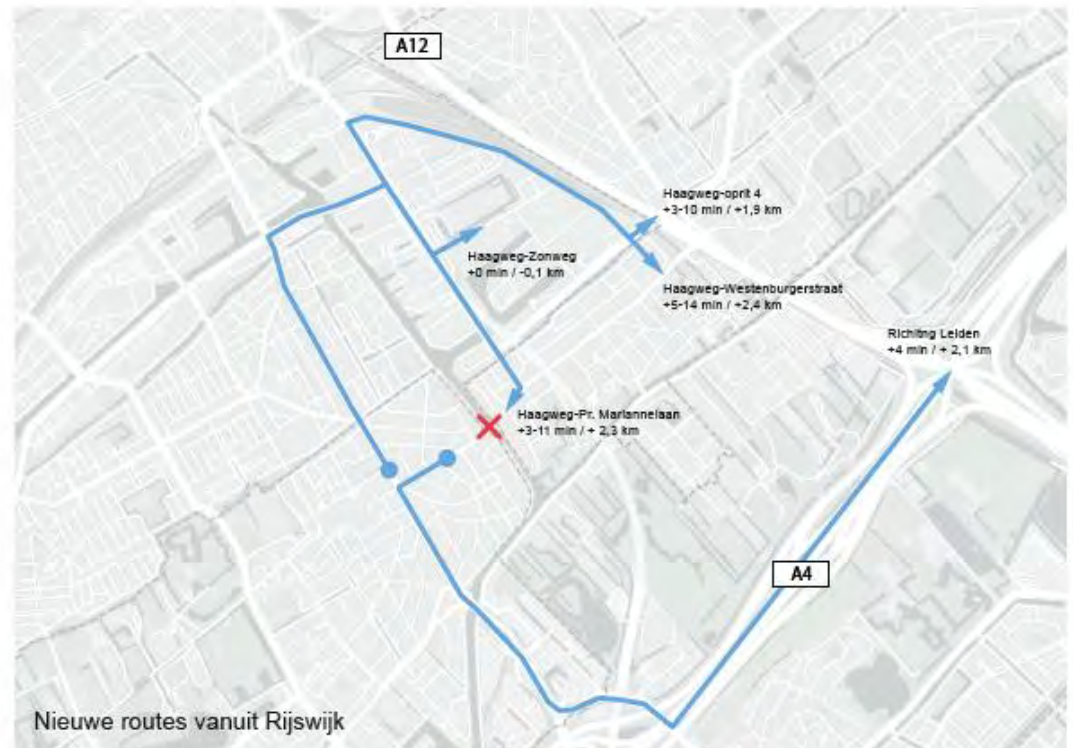 A12
Haagweg-oprit 4
+3-10 min / +1,9 km
Haagweg-Zonweg
+0 min / -0,1 km
Haagweg-Westenburgerstraat
+5-14 min / +2,4 km
Richitng Leiden
+4 min / + 2,1 km
Haagweg-Pr. Mariannelaan
+3-11 min / + 2,3 km
A4
Nieuwe routes vanuit Rijswijk